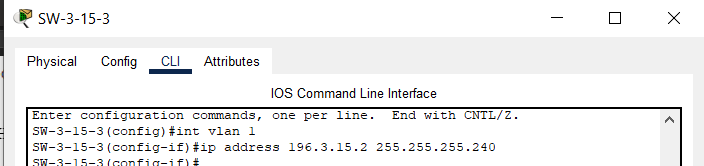 SW-3-15-3
Physical Config CLI Attributes
IOS Command Line Interface
Enter configuration commands, one per line.  End with CNTL/Z.
SW-3-15-3(config)#int vlan 1
SW-3-15-3(config-if)#ip address 196.3.15.2 255.255.255.240
SW-3-15-3(config-if)#